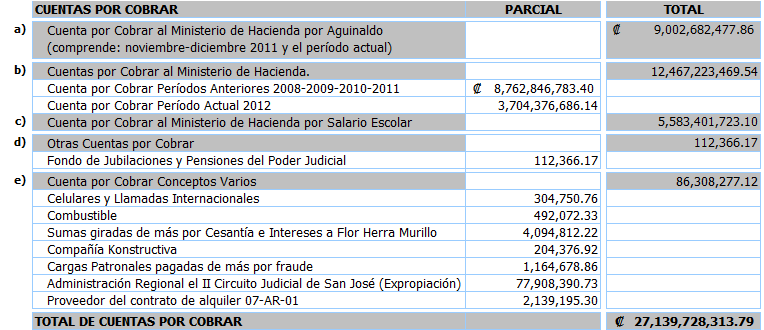 CUENTAS POR COBRAR PARCIAL TOTAL
a) Cuenta por Cobrar al Ministerio de Hacienda por Aguinaldo ₡ 9,002,682,477.86
(comprende: noviembre-diciembre 2011 y el período actual)
b) Cuentas por Cobrar al Ministerio de Hacienda. 12,467,223,469.54
Cuenta por Cobrar Períodos Anteriores 2008-2009-2010-2011 ₡ 8,762,846,783.40
Cuenta por Cobrar Período Actual 2012 3,704,376,686.14
c) Cuenta por Cobrar al Ministerio de Hacienda por Salario Escolar 5,583,401,723.10
d) Otras Cuentas por Cobrar 112,366.17
Fondo de Jubilaciones y Pensiones del Poder Judicial 112,366.17
e) Cuenta por Cobrar Conceptos Varios 86,308,277.12
Celulares y Llamadas Internacionales 304,750.76
Combustible 492,072.33
Sumas giradas de más por Cesantía e Intereses a Flor Herra Murillo 4,094,812.22
Compañía Konstructiva 204,376.92
Cargas Patronales pagadas de más por fraude 1,164,678.86
Administración Regional el II Circuito Judicial de San José (Expropiación) 77,908,390.73
Proveedor del contrato de alquiler 07-AR-01 2,139,195.30
TOTAL DE CUENTAS POR COBRAR ₡ 27,139,728,313.79